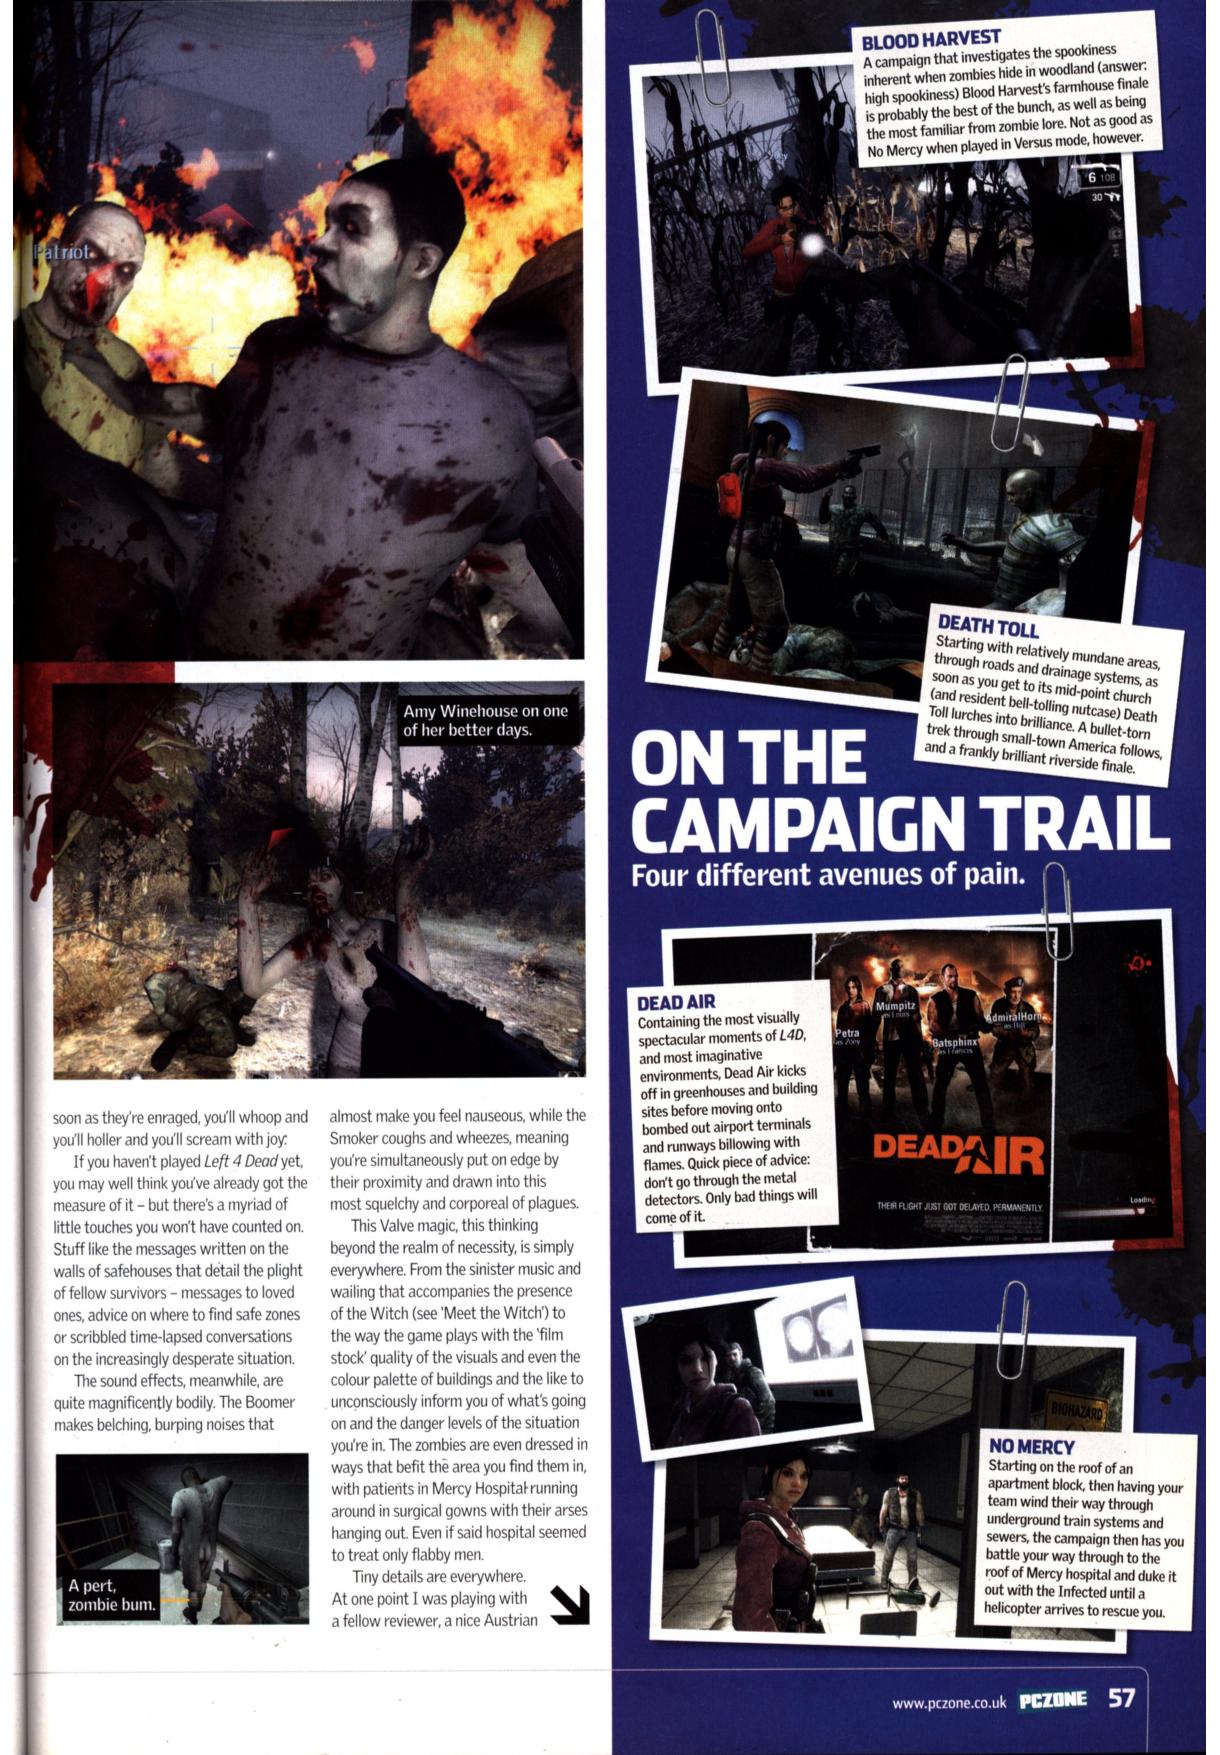 Patriot
Amy Winehouse on one
of her better days.
soon as they're enraged, you'll whoop and
you'll holler and you'll scream with joy:
If you haven't played Left 4 Dead yet,
you may well think you've already got the
measure of it – but there's a myriad of
little touches you won't have counted on.
Stuff like the messages written on the
walls of safehouses that detail the plight
of fellow survivors – messages to loved
ones, advice on where to find safe zones
or scribbled time-lapsed conversations
on the increasingly desperate situation.
The sound effects, meanwhile, are
quite magnificently bodily. The Boomer
makes belching, burping noises that
A pert,
zombie bum.
almost make you feel nauseous, while the
Smoker coughs and wheezes, meaning
you're simultaneously put on edge by
their proximity and drawn into this
most squelchy and corporeal of plagues.
This Valve magic, this thinking
beyond the realm of necessity, is simply
everywhere. From the sinister music and
wailing that accompanies the presence
of the Witch (see 'Meet the Witch') to
the way the game plays with the 'film
stock' quality of the visuals and even the
colour palette of buildings and the like to
unconsciously inform you of what's going
on and the danger levels of the situation
you're in. The zombies are even dressed in
ways that befit the area you find them in,
with patients in Mercy Hospital running
around in surgical gowns with their arses
hanging out. Even if said hospital seemed
to treat only flabby men.
Tiny details are everywhere.
At one point I was playing with
a fellow reviewer, a nice Austrian
BLOOD HARVEST
A campaign that investigates the spookiness
inherent when zombies hide in woodland (answer:
high spookiness) Blood Harvest's farmhouse finale
is probably the best of the bunch, as well as being
the most familiar from zombie lore. Not as good as
No Mercy when played in Versus mode, however.
6 108
30
DEATH TOLL
Starting with relatively mundane areas,
through roads and drainage systems, as
soon as you get to its mid-point church
(and resident bell-tolling nutcase) Death
Toll lurches into brilliance. A bullet-torn
trek through small-town America follows,
and a frankly brilliant riverside finale.
ON THE
CAMPAIGN TRAIL
Four different avenues of pain.
DEAD AIR
Containing the most visually
spectacular moments of L4D,
and most imaginative
environments, Dead Air kicks
off in greenhouses and building
sites before moving onto
bombed out airport terminals
and runways billowing with
flames. Quick piece of advice:
don't go through the metal
detectors. Only bad things will
come of it.
Petra
as Zoey
Mumpitz
as Louis
Batsphinx
as Francis
AdmiralHorn
as Bill
DEAD AIR
THEIR FLIGHT JUST GOT DELAYED. PERMANENTLY.
Loading
BIOHAZARD
NO MERCY
Starting on the roof of an
apartment block, then having your
team wind their way through
underground train systems and
sewers, the campaign then has you
battle your way through to the
roof of Mercy hospital and duke it
out with the Infected until a
helicopter arrives to rescue you.
www.pczone.co.uk PCZONE 57